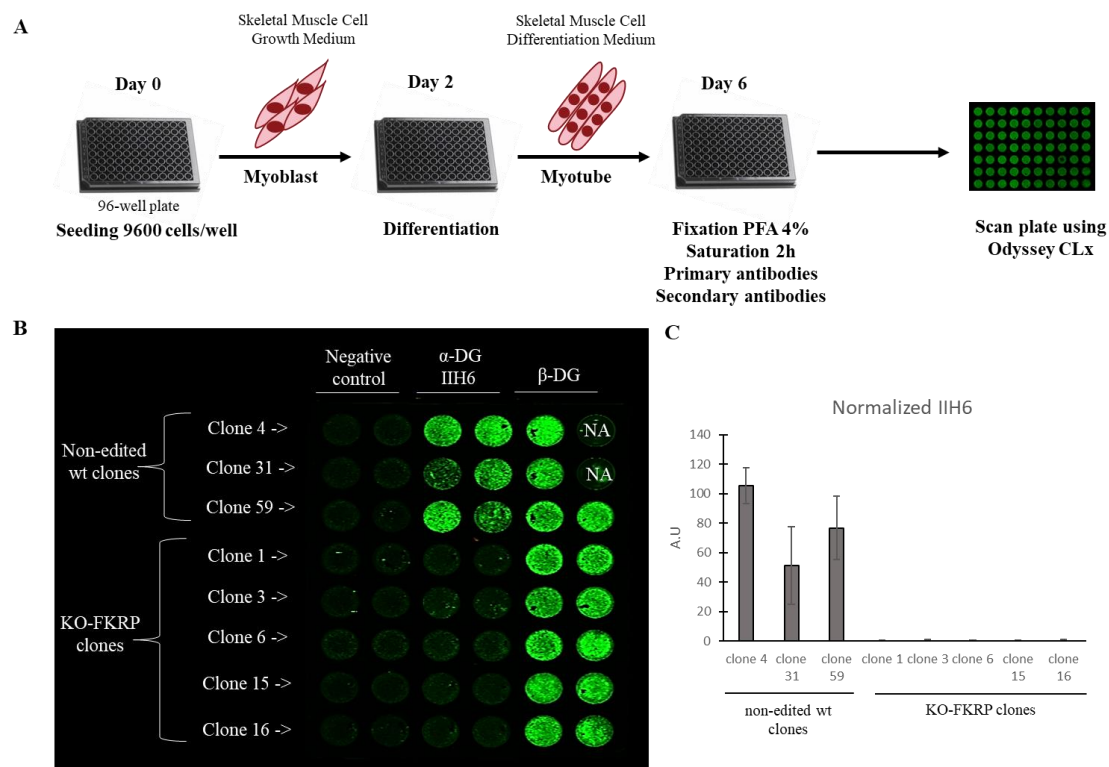 A
Skeletal Muscle Cell
Growth Medium
Skeletal Muscle Cell
Differentiation Medium
Day 0
Day 2
Day 6
Myoblast
Myotube
96-well plate
Seeding 9600 cells/well
Differentiation
Fixation PFA 4%
Saturation 2h
Primary antibodies
Secondary antibodies
Scan plate using
Odyssey CLx
B
Negative
control
α-DG
IIH6
β-DG
Non-edited
wt clones
Clone 4 ->
NA
Clone 31 ->
NA
Clone 59 ->
KO-FKRP
clones
Clone 1 ->
Clone 3 ->
Clone 6 ->
Clone 15 ->
Clone 16 ->
C
Normalized IIH6
A.U
140
120
100
80
60
40
20
0
clone 4
clone
31
clone
59
clone 1
clone 3
clone 6
clone
15
clone
16
non-edited wt
clones
KO-FKRP clones